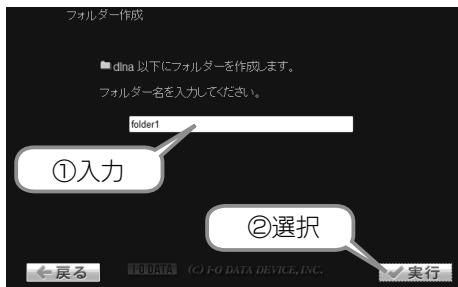 フォルダー作成
dlna 以下にフォルダーを作成します。
フォルダー名を入力してください。
folder1
①入力
②選択
戻る I-O DATA (C) I-O DATA DEVICE, INC. 実行